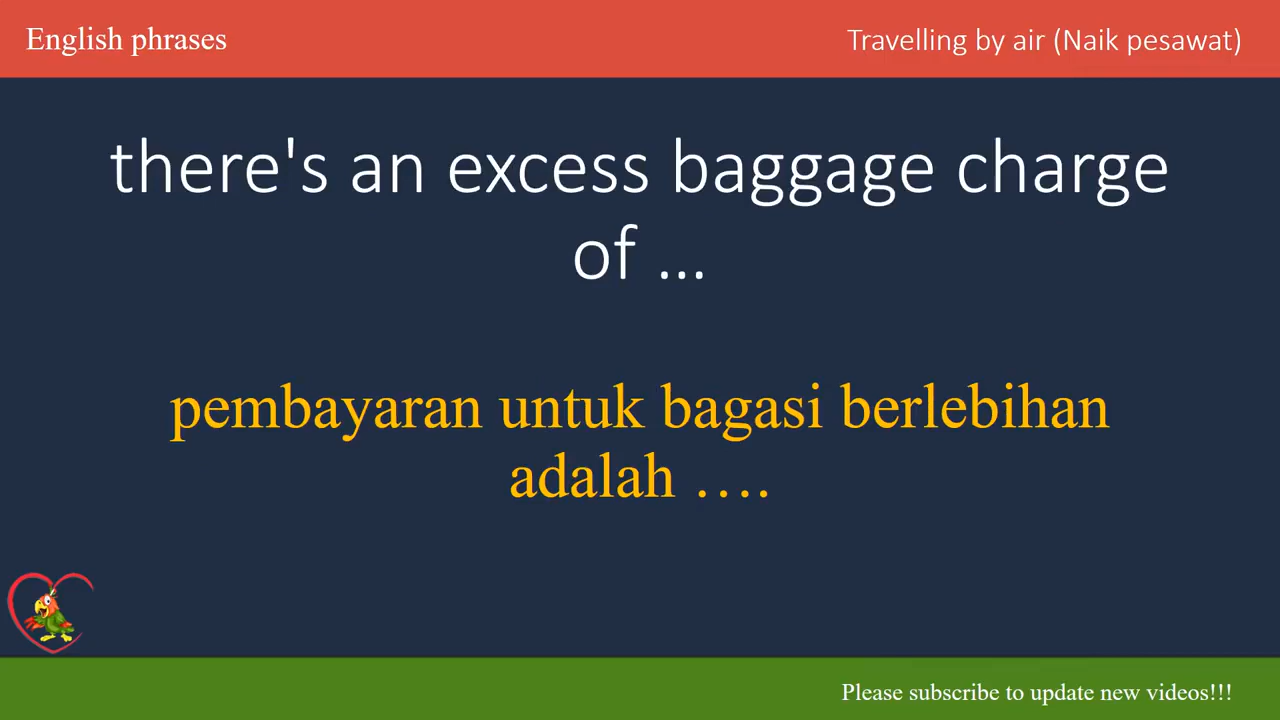 English phrases
Travelling by air (Naik pesawat)
there's an excess baggage charge
of ...
pembayaran untuk bagasi berlebihan
adalah ….
Please subscribe to update new videos!!!